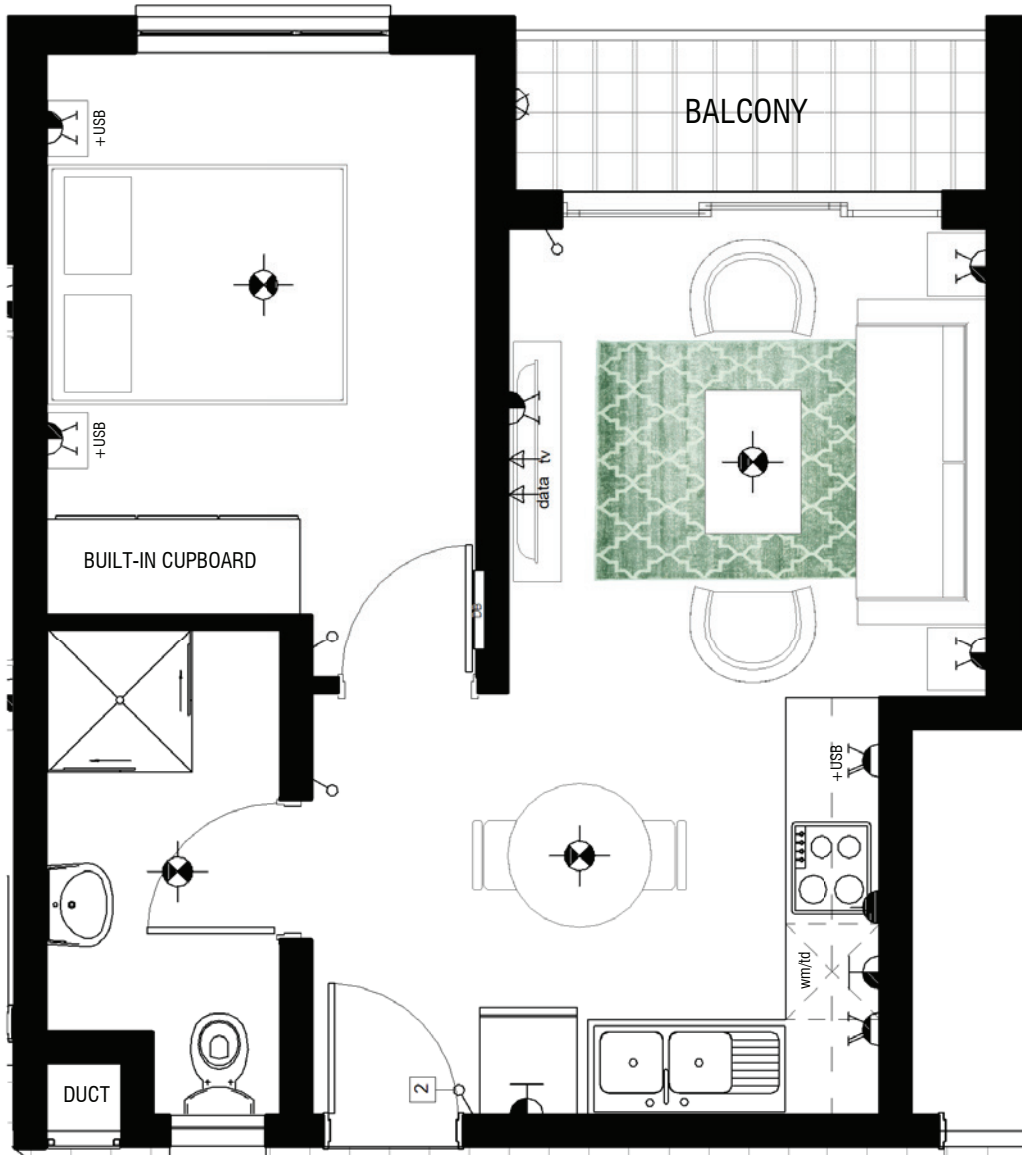 BALCONY
+USB
+USB
tv
data
BUILT-IN CUPBOARD
+USB
wm/td
2
DUCT